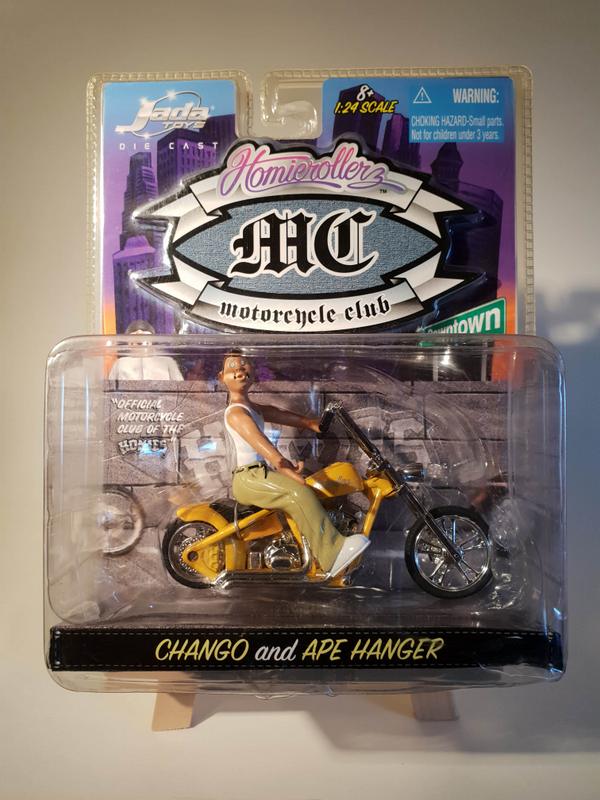 Jada
TOYS
DIE CAST
8+
1:24 SCALE
WARNING:
CHOKING HAZARD-Small parts.
Not for children under 3 years.
Homierollerz™
MC
motorcycle club
Downtown
"OFFICIAL
MOTORCYCLE
CLUB OF THE
HOMIES"
CHANGO and APE HANGER